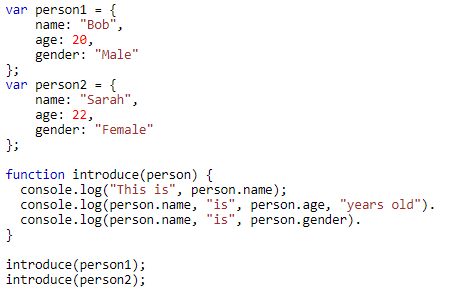 var person1 = {
    name: "Bob",
    age: 20,
    gender: "Male"
};
var person2 = {
    name: "Sarah",
    age: 22,
    gender: "Female"
};

function introduce(person) {
  console.log("This is", person.name);
  console.log(person.name, "is", person.age, "years old").
  console.log(person.name, "is", person.gender).
}

introduce(person1);
introduce(person2);